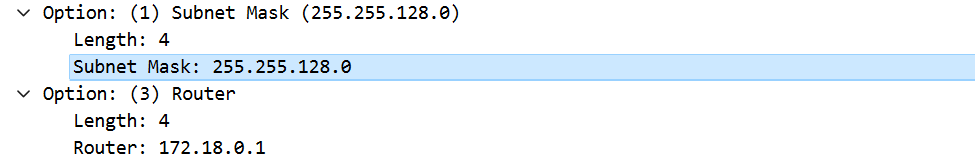 Option: (1) Subnet Mask (255.255.128.0)
Length: 4
Subnet Mask: 255.255.128.0
Option: (3) Router
Length: 4
Router: 172.18.0.1